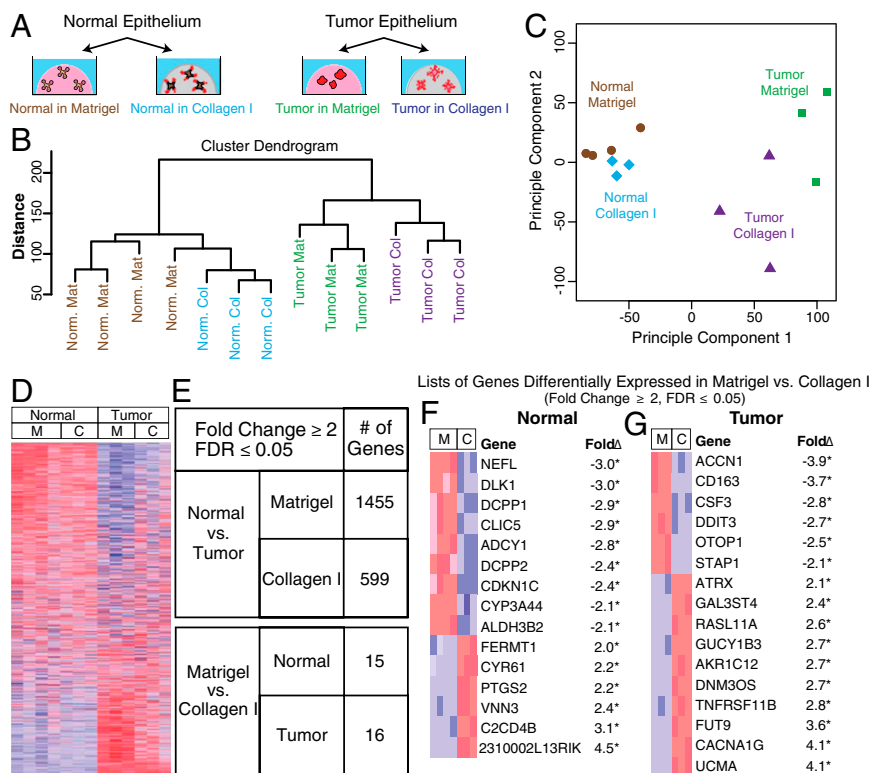 A
Normal Epithelium
Tumor Epithelium
Normal in Matrigel
Normal in Collagen I
Tumor in Matrigel
Tumor in Collagen I
B
Cluster Dendrogram
Distance
200
150
100
50
Norm. Mat
Norm. Mat
Norm. Mat
Norm. Mat
Norm. Col
Norm. Col
Norm. Col
Tumor Mat
Tumor Mat
Tumor Mat
Tumor Col
Tumor Col
Tumor Col
C
Principle Component 2
100
50
0
-50
-100
Normal
Matrigel
Normal
Collagen I
Tumor
Matrigel
Tumor
Collagen I
-50
0
50
100
Principle Component 1
D
Normal
Tumor
M
C
M
C
E
Fold Change ≥ 2
FDR ≤ 0.05
# of
Genes
Normal
vs.
Tumor
Matrigel
1455
Collagen I
599
Matrigel
vs.
Collagen I
Normal
15
Tumor
16
Lists of Genes Differentially Expressed in Matrigel vs. Collagen I
(Fold Change ≥ 2, FDR ≤ 0.05)
F
Normal
M C Gene FoldΔ
NEFL -3.0*
DLK1 -3.0*
DCPP1 -2.9*
CLIC5 -2.9*
ADCY1 -2.8*
DCPP2 -2.4*
CDKN1C -2.4*
CYP3A44 -2.1*
ALDH3B2 -2.1*
FERMT1 2.0*
CYR61 2.2*
PTGS2 2.2*
VNN3 2.4*
C2CD4B 3.1*
2310002L13RIK 4.5*
G
Tumor
M C Gene FoldΔ
ACCN1 -3.9*
CD163 -3.7*
CSF3 -2.8*
DDIT3 -2.7*
OTOP1 -2.5*
STAP1 -2.1*
ATRX 2.1*
GAL3ST4 2.4*
RASL11A 2.6*
GUCY1B3 2.7*
AKR1C12 2.7*
DNM3OS 2.7*
TNFRSF11B 2.8*
FUT9 3.6*
CACNA1G 4.1*
UCMA 4.1*